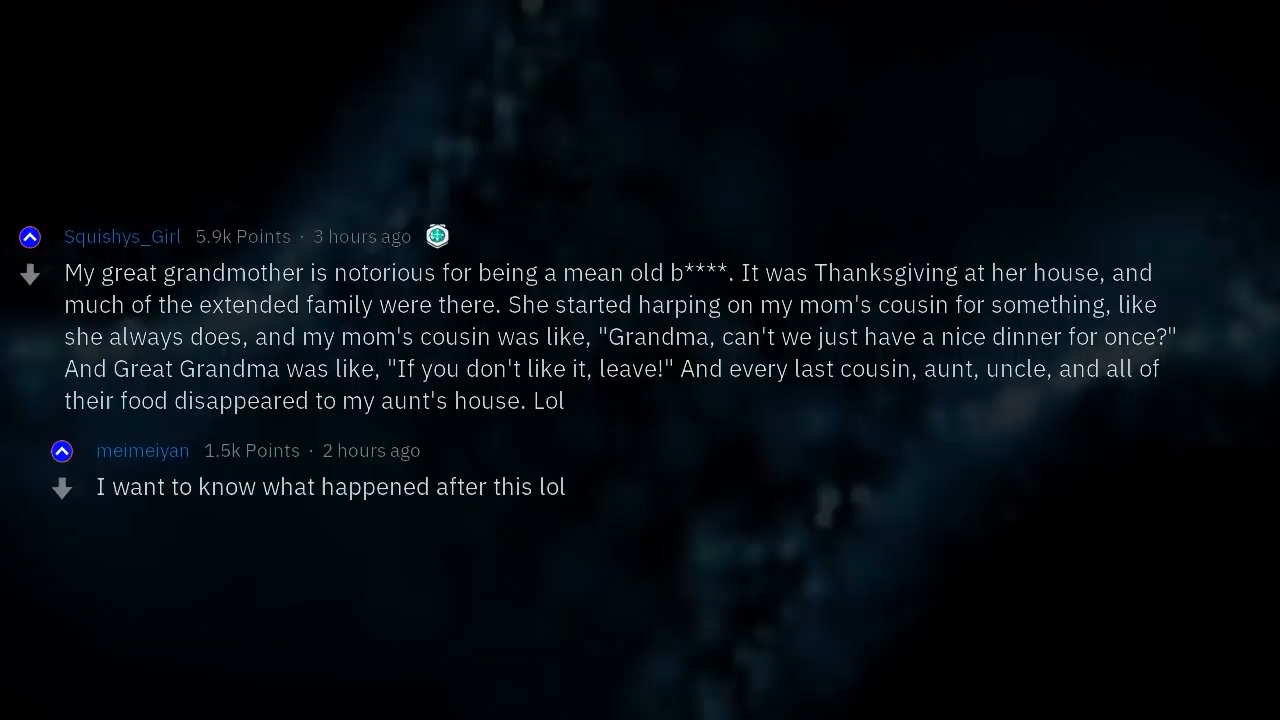 Squishys_Girl 5.9k Points · 3 hours ago
My great grandmother is notorious for being a mean old b****. It was Thanksgiving at her house, and
much of the extended family were there. She started harping on my mom's cousin for something, like
she always does, and my mom's cousin was like, "Grandma, can't we just have a nice dinner for once?"
And Great Grandma was like, "If you don't like it, leave!" And every last cousin, aunt, uncle, and all of
their food disappeared to my aunt's house. Lol
meimeiyan 1.5k Points · 2 hours ago
I want to know what happened after this lol